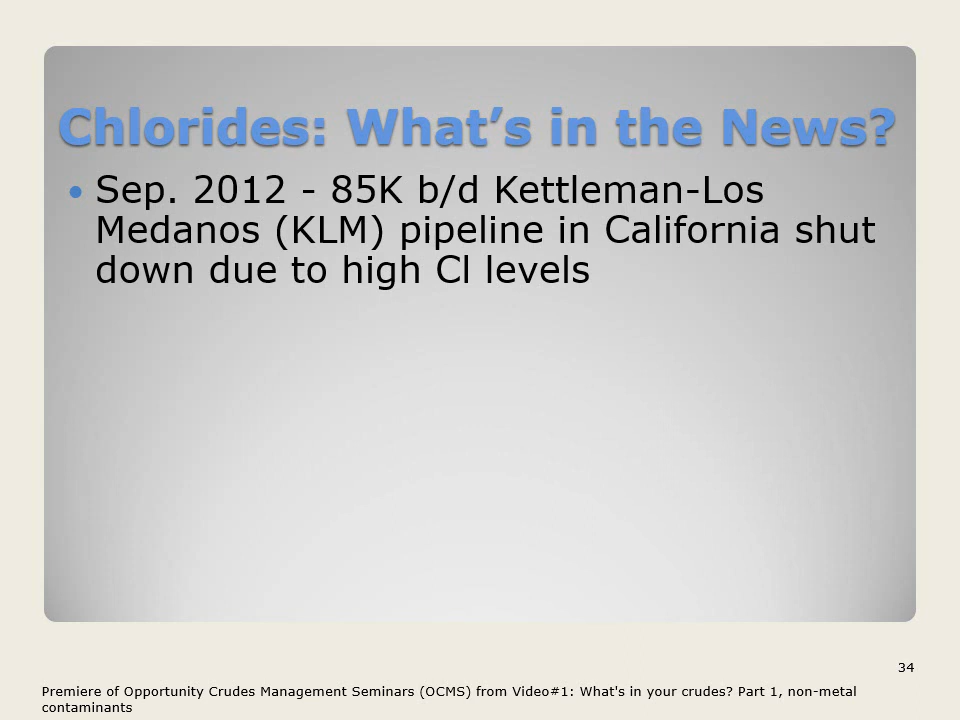 Chlorides: What’s in the News?
• Sep. 2012 - 85K b/d Kettleman-Los
Medanos (KLM) pipeline in California shut
down due to high Cl levels
34
Premiere of Opportunity Crudes Management Seminars (OCMS) from Video#1: What's in your crudes? Part 1, non-metal
contaminants